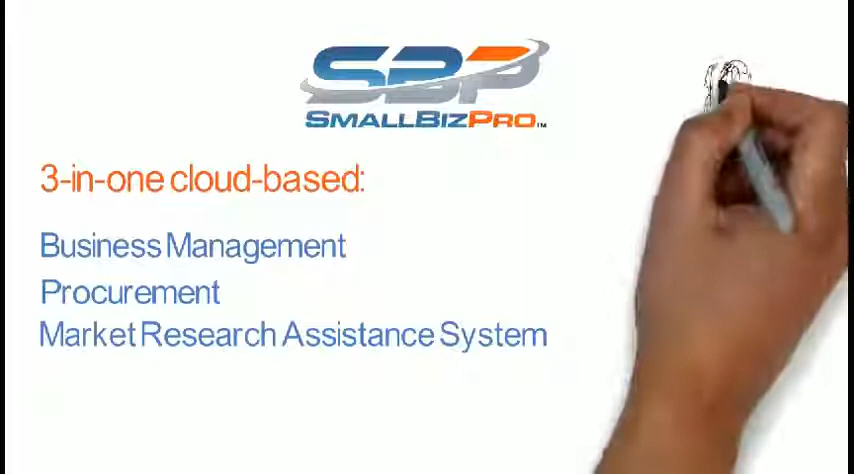 SBP
SMALLBIZPRO™
3-in-one cloud-based:
Business Management
Procurement
Market Research Assistance System